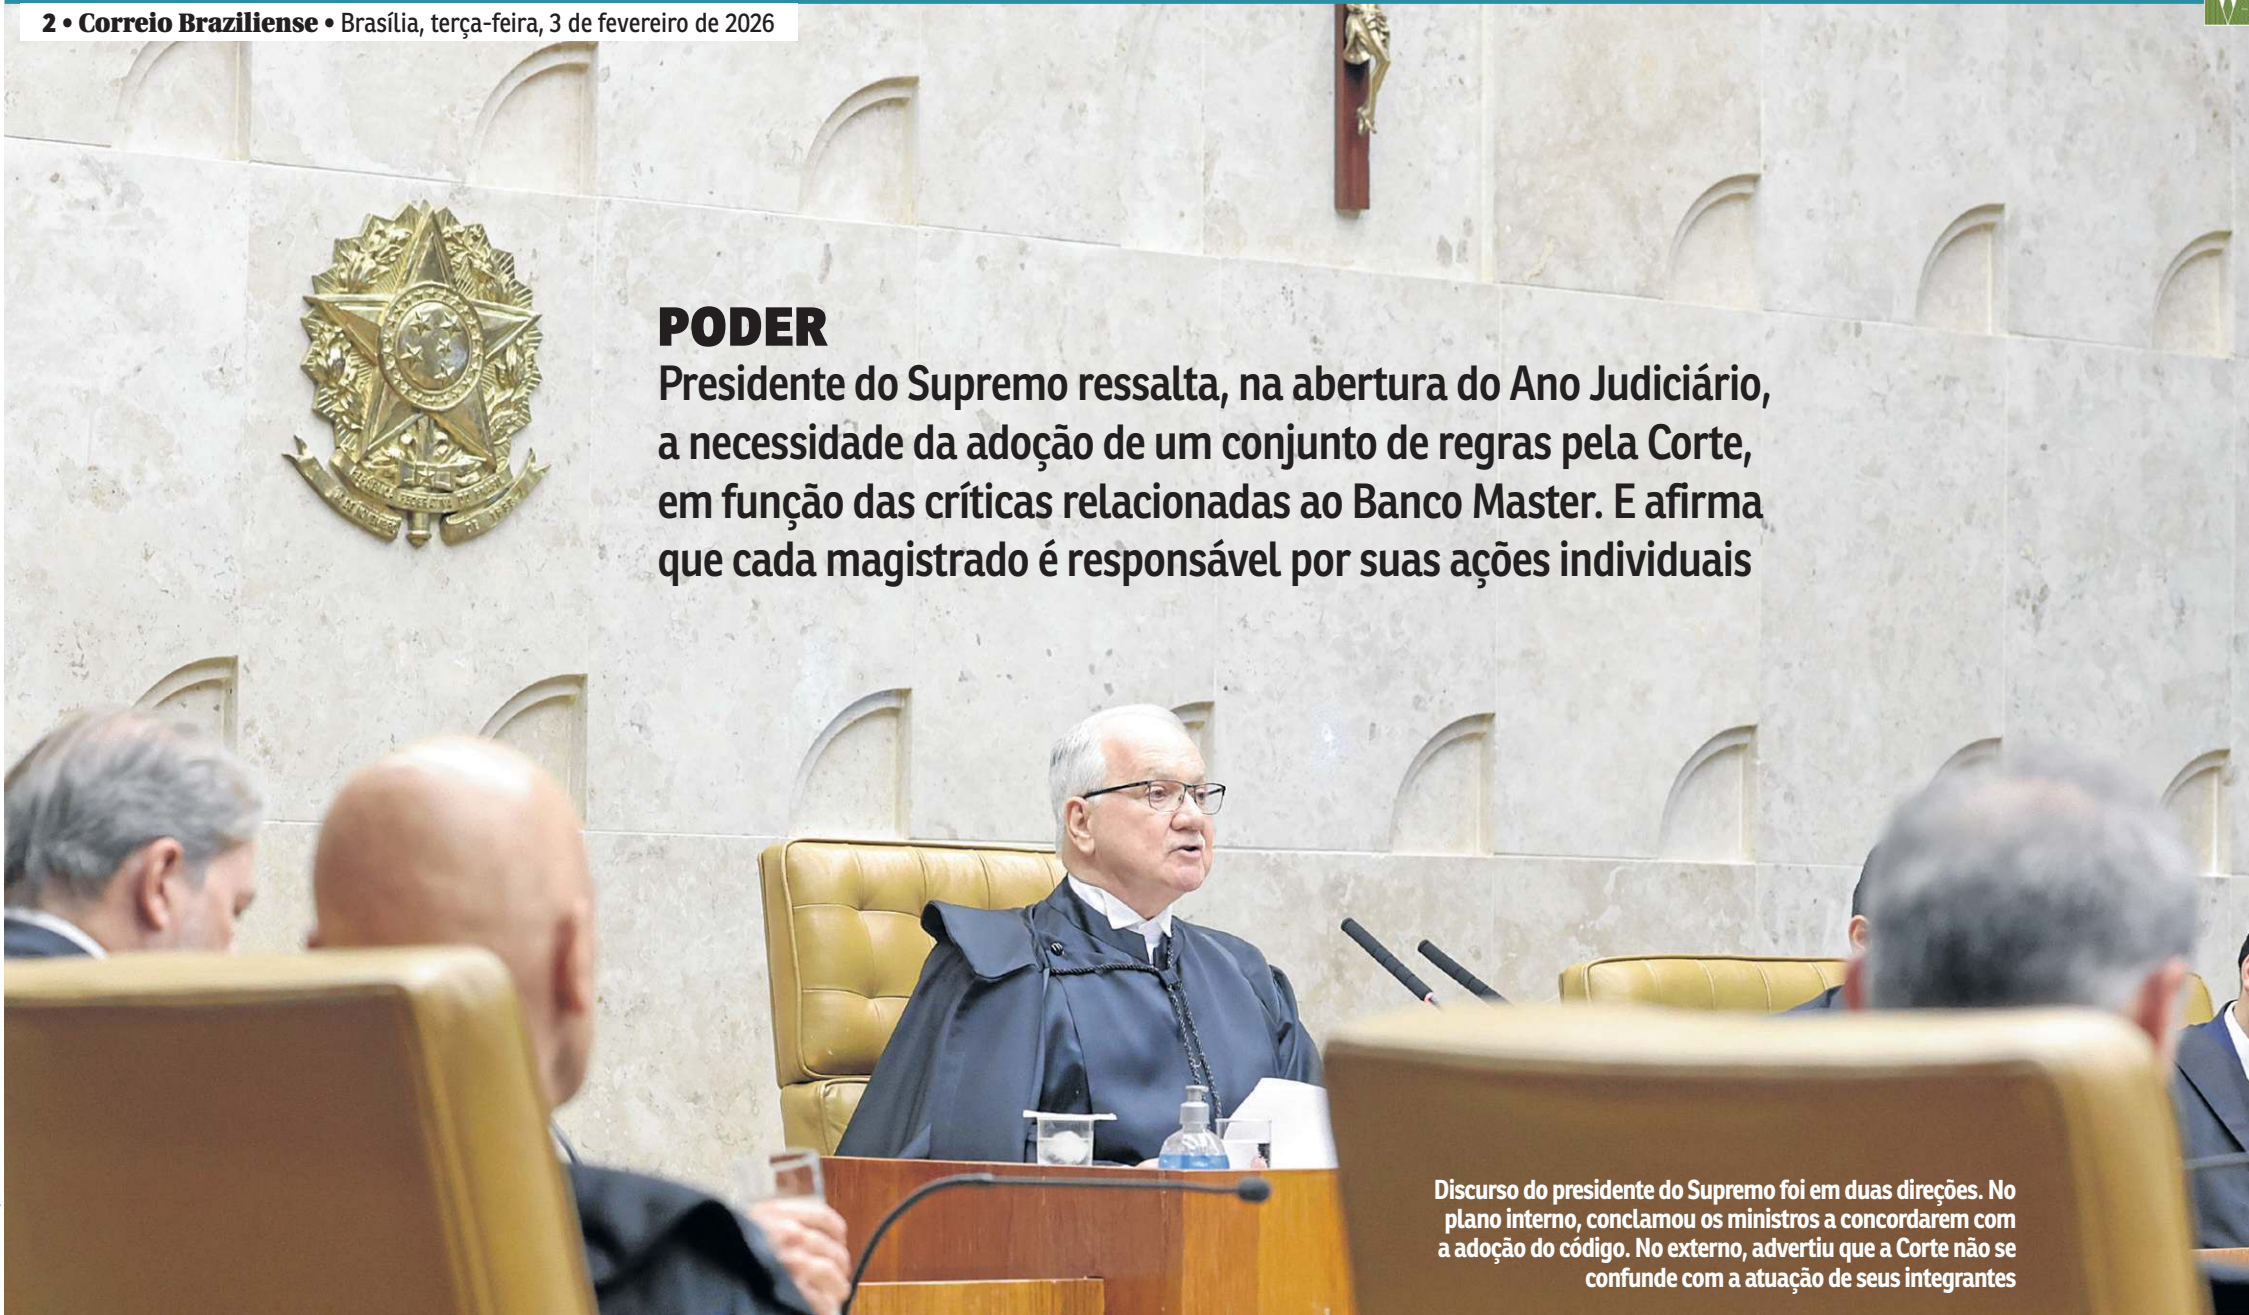 2 • Correio Braziliense • Brasília, terça-feira, 3 de fevereiro de 2026
PODER
Presidente do Supremo ressalta, na abertura do Ano Judiciário,
a necessidade da adoção de um conjunto de regras pela Corte,
em função das críticas relacionadas ao Banco Master. E afirma
que cada magistrado é responsável por suas ações individuais
Discurso do presidente do Supremo foi em duas direções. No
plano interno, conclamou os ministros a concordarem com
a adoção do código. No externo, advertiu que a Corte não se
confunde com a atuação de seus integrantes